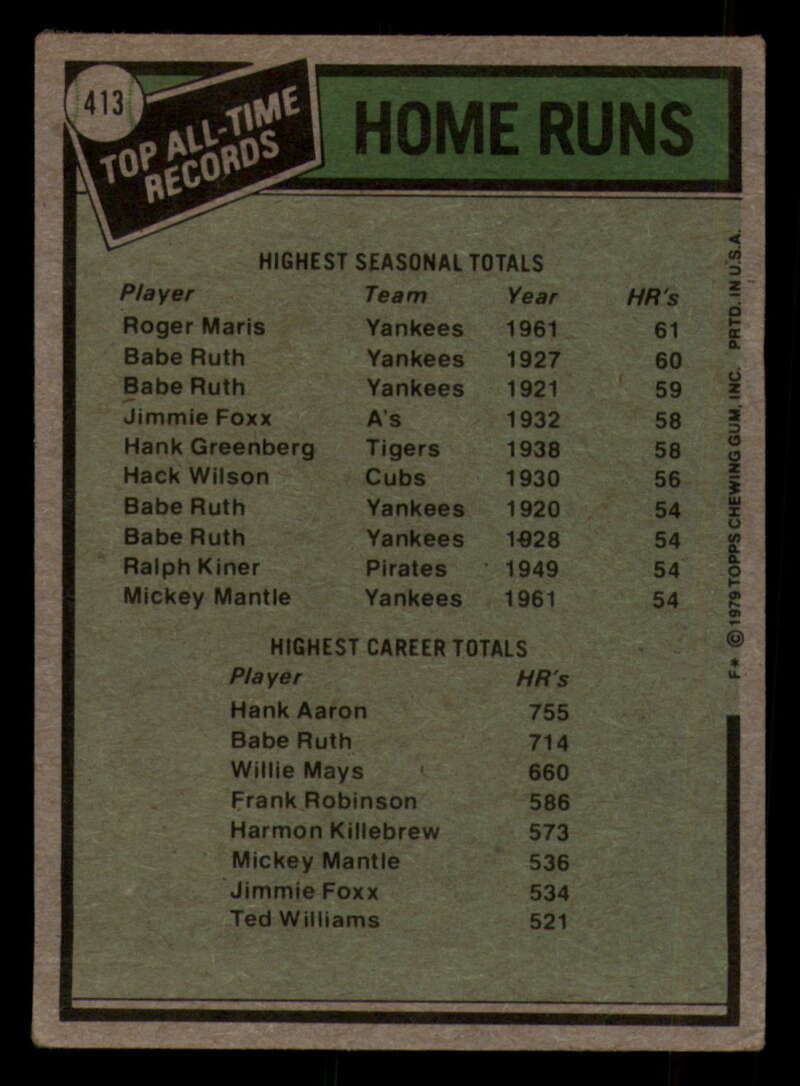 413
TOP ALL-TIME
RECORDS
HOME RUNS
HIGHEST SEASONAL TOTALS
Player Team Year HR's
Roger Maris Yankees 1961 61
Babe Ruth Yankees 1927 60
Babe Ruth Yankees 1921 59
Jimmie Foxx A's 1932 58
Hank Greenberg Tigers 1938 58
Hack Wilson Cubs 1930 56
Babe Ruth Yankees 1920 54
Babe Ruth Yankees 1928 54
Ralph Kiner Pirates 1949 54
Mickey Mantle Yankees 1961 54
HIGHEST CAREER TOTALS
Player HR's
Hank Aaron 755
Babe Ruth 714
Willie Mays 660
Frank Robinson 586
Harmon Killebrew 573
Mickey Mantle 536
Jimmie Foxx 534
Ted Williams 521
F* © 1979 TOPPS CHEWING GUM, INC. PRTD. IN U.S.A.